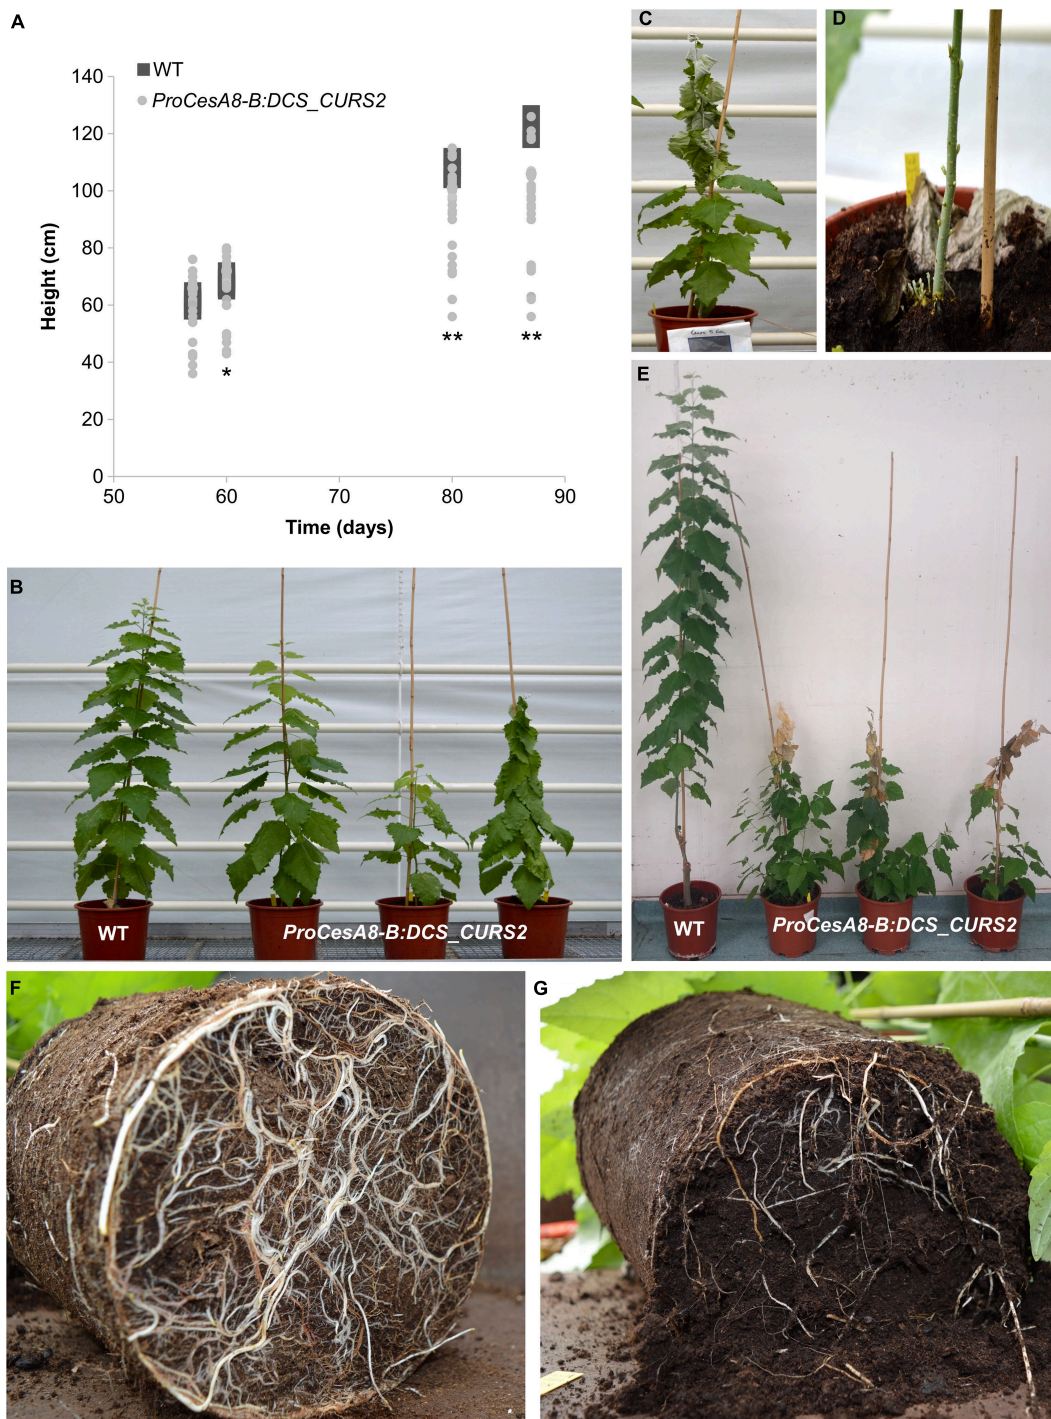 A
WT
ProCesA8-B:DCS_CURS2
140
120
100
80
60
40
20
0
Height (cm)
*
**
**
50
60
70
80
90
Time (days)
B
WT
ProCesA8-B:DCS_CURS2
C
D
E
WT
ProCesA8-B:DCS_CURS2
F
G